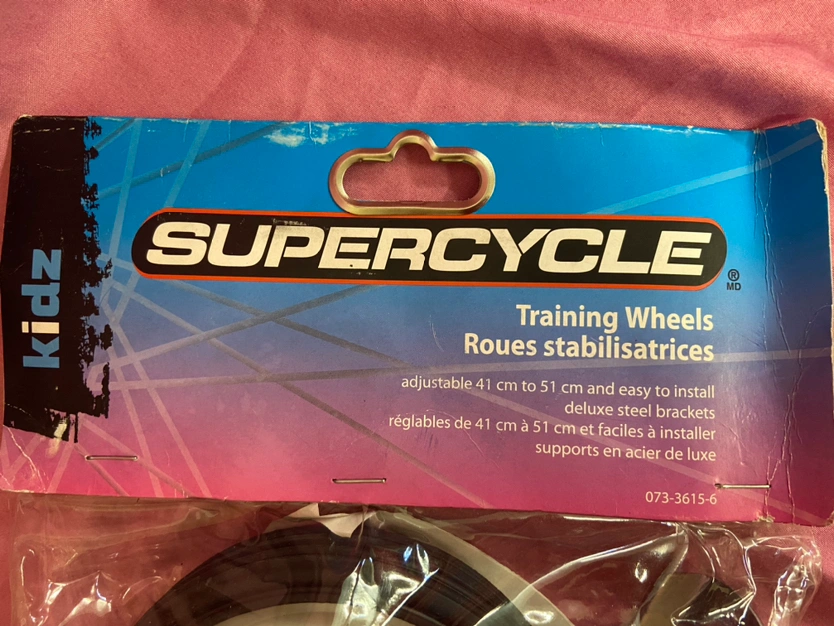 kidz
SUPERCYCLE
®
MD
Training Wheels
Roues stabilisatrices
adjustable 41 cm to 51 cm and easy to install
deluxe steel brackets
réglables de 41 cm à 51 cm et faciles à installer
supports en acier de luxe
073-3615-6